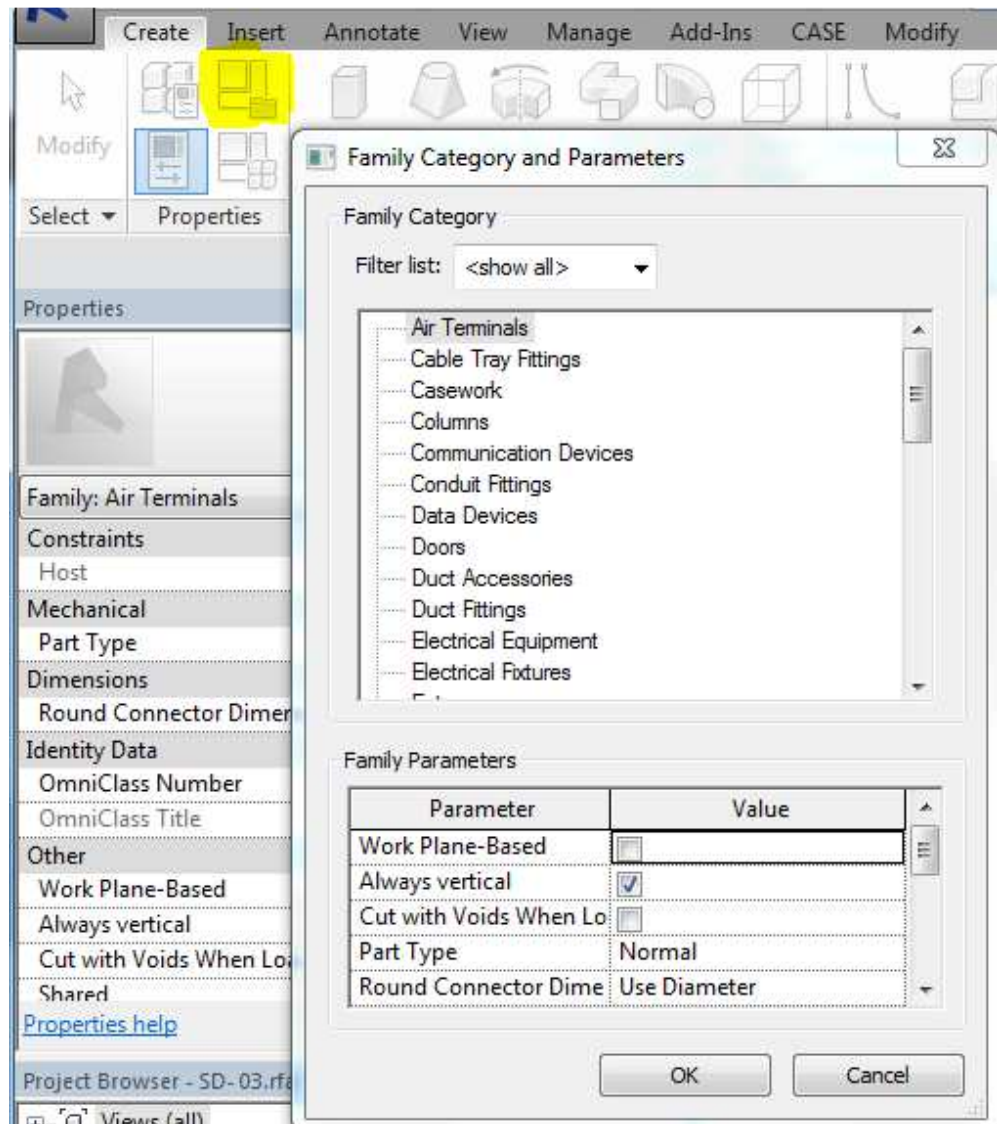 Create Insert Annotate View Manage Add-Ins CASE Modify
Modify
Select Properties
Properties
Family: Air Terminals
Constraints
Host
Mechanical
Part Type
Dimensions
Round Connector Dimer
Identity Data
OmniClass Number
OmniClass Title
Other
Work Plane-Based
Always vertical
Cut with Voids When Loa
Shared
Properties help
Project Browser - SD- 03.rfa
Views (all)
Family Category and Parameters
Family Category
Filter list: <show all>
Air Terminals
Cable Tray Fittings
Casework
Columns
Communication Devices
Conduit Fittings
Data Devices
Doors
Duct Accessories
Duct Fittings
Electrical Equipment
Electrical Fixtures
Family Parameters
Parameter Value
Work Plane-Based
Always vertical
Cut with Voids When Lo
Part Type Normal
Round Connector Dime Use Diameter
OK Cancel